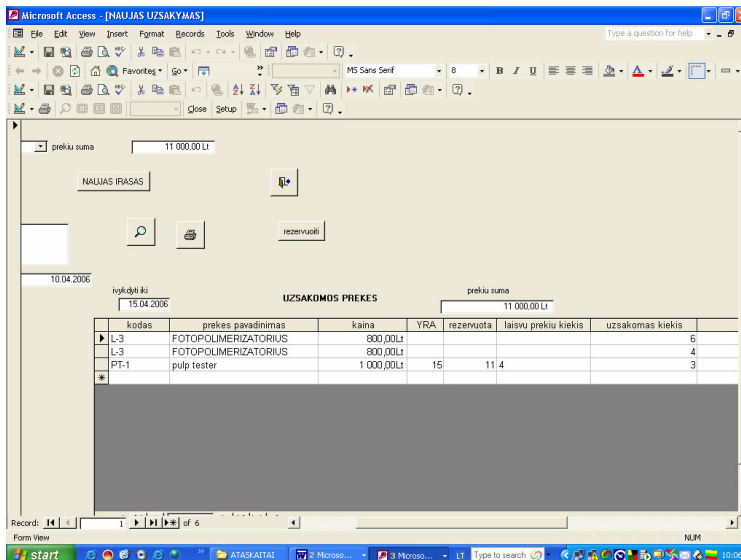 Microsoft Access - [NAUJAS UZSAKYMAS]
File Edit View Insert Format Records Tools Window Help Type a question for help
Favorites Go MS Sans Serif 8 B I U
Close Setup
prekiu suma 11 000,00 Lt
NAUJAS IRASAS
rezervuoiti
10.04.2006
ivykdyti iki prekiu suma
15.04.2006 UZSAKOMOS PREKES 11 000,00 Lt
kodas prekes pavadinimas kaina YRA rezervuota laisvu prekiu kiekis uzsakomas kiekis
L-3 FOTOPOLIMERIZATORIUS 800,00Lt 6
L-3 FOTOPOLIMERIZATORIUS 800,00Lt 4
PT-1 pulp tester 1 000,00Lt 15 11 4 3
Record: 1 of 6
Form View NUM
start ATASKAITAI 2 Microso... 3 Microso... LT Type to search 10:06